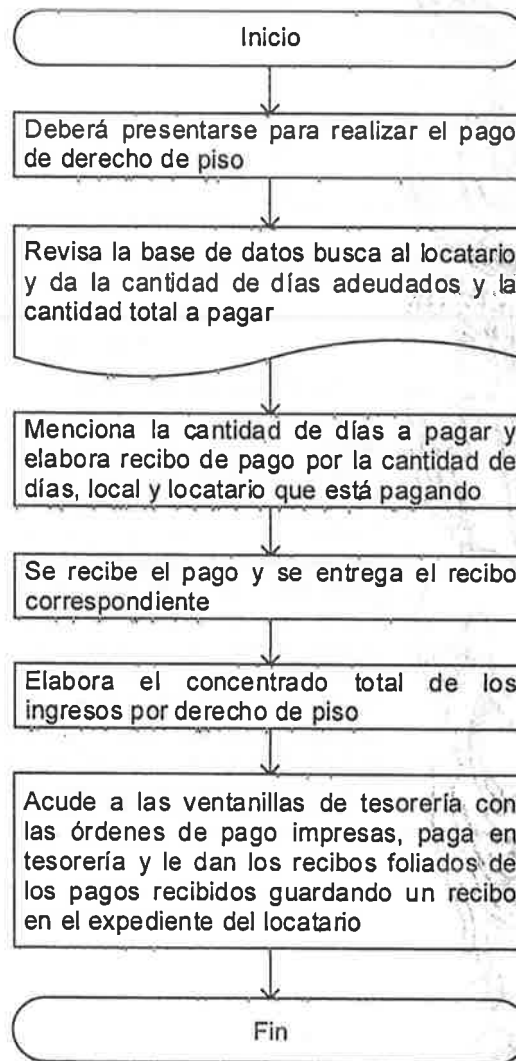 Inicio
Deberá presentarse para realizar el pago
de derecho de piso
Revisa la base de datos busca al locatario
y da la cantidad de días adeudados y la
cantidad total a pagar
Menciona la cantidad de días a pagar y
elabora recibo de pago por la cantidad de
días, local y locatario que está pagando
Se recibe el pago y se entrega el recibo
correspondiente
Elabora el concentrado total de los
ingresos por derecho de piso
Acude a las ventanillas de tesorería con
las órdenes de pago impresas, paga en
tesorería y le dan los recibos foliados de
los pagos recibidos guardando un recibo
en el expediente del locatario
Fin